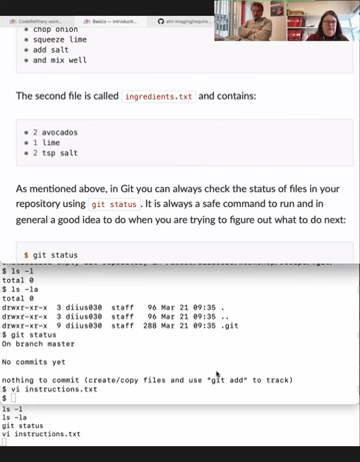 CodeRefinery work...
Basics — Introducti...
* chop onion
* squeeze lime
* add salt
* and mix well
The second file is called ingredients.txt and contains:
* 2 avocados
* 1 lime
* 2 tsp salt
As mentioned above, in Git you can always check the status of files in your
repository using git status . It is always a safe command to run and in
general a good idea to do when you are trying to figure out what to do next:
$ git status
$ ls -l
total 0
$ ls -la
total 0
drwxr-xr-x 3 diius030 staff 96 Mar 21 09:35 .
drwxr-xr-x 3 diius030 staff 96 Mar 21 09:35 ..
drwxr-xr-x 9 diius030 staff 288 Mar 21 09:35 .git
$ git status
On branch master
No commits yet
nothing to commit (create/copy files and use "git add" to track)
$ vi instructions.txt
$
ls -l
ls -la
git status
vi instructions.txt